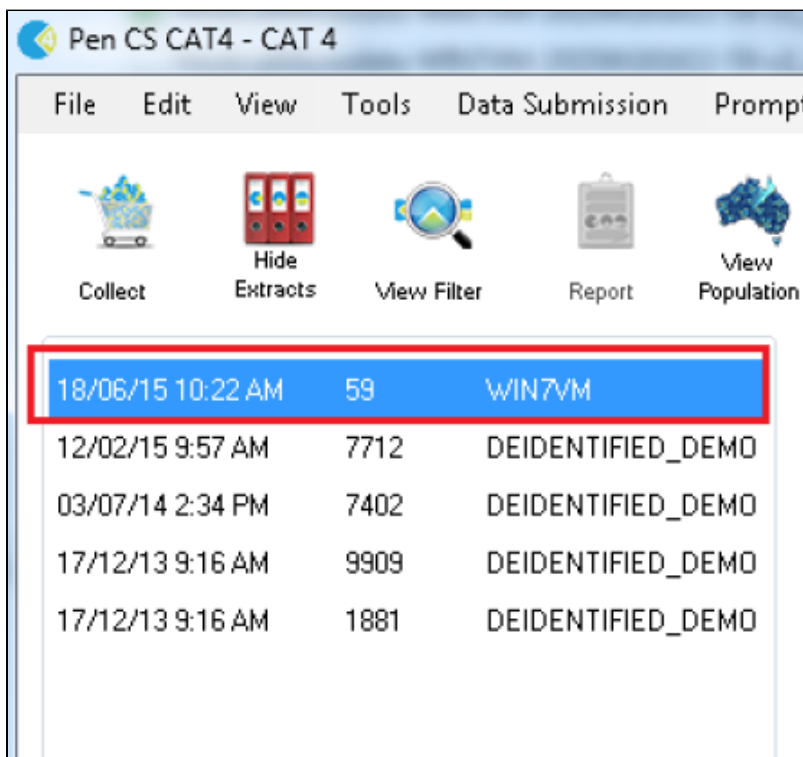 Pen CS CAT4 - CAT 4
File Edit View Tools Data Submission Prompt
Collect Hide Extracts View Filter Report View Population
18/06/15 10:22 AM 59 WIN7VM
12/02/15 9:57 AM 7712 DEIDENTIFIED_DEMO
03/07/14 2:34 PM 7402 DEIDENTIFIED_DEMO
17/12/13 9:16 AM 9909 DEIDENTIFIED_DEMO
17/12/13 9:16 AM 1881 DEIDENTIFIED_DEMO